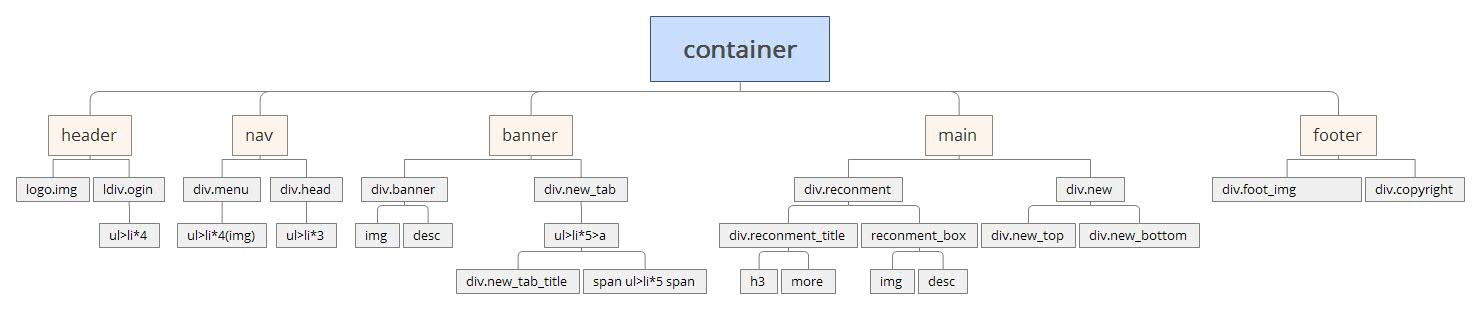 container
header
nav
banner
main
footer
logo.img
ldiv.ogin
div.menu
div.head
div.banner
div.new_tab
div.reconment
div.new
div.foot_img
div.copyright
ul>li*4
ul>li*4(img)
ul>li*3
img
desc
ul>li*5>a
div.reconment_title
reconment_box
div.new_top
div.new_bottom
div.new_tab_title
span ul>li*5 span
h3
more
img
desc